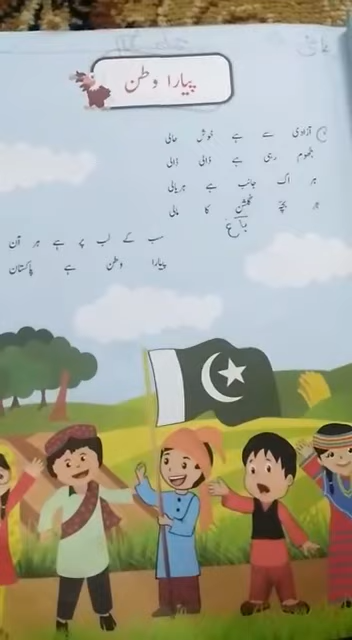 پیارا وطن
آزادی سے ہے خوش حالی
جھوم رہی ہے ڈالی ڈالی
ہر اک جانب ہے ہریالی
ہر بچّہ گلشن کا مالی
باغ
سب کے لب پر ہے ہر آن
پیارا وطن ہے پاکستان